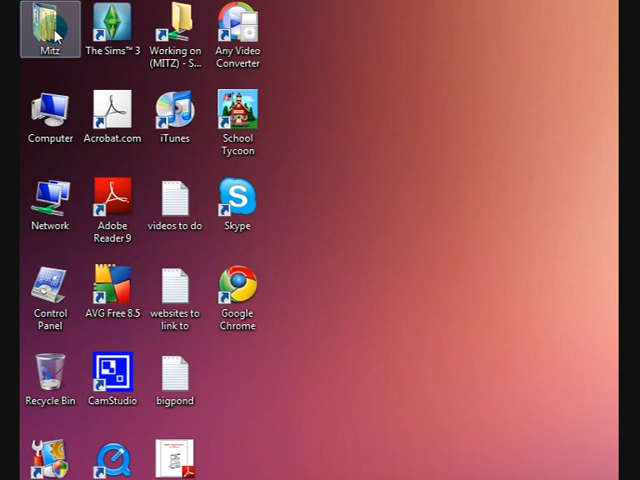 Mitz
The Sims™ 3
Working on
(MITZ) - S...
Any Video
Converter
Computer
Acrobat.com
iTunes
School
Tycoon
Network
Adobe
Reader 9
videos to do
Skype
Control
Panel
AVG Free 8.5
websites to
link to
Google
Chrome
Recycle Bin
CamStudio
bigpond